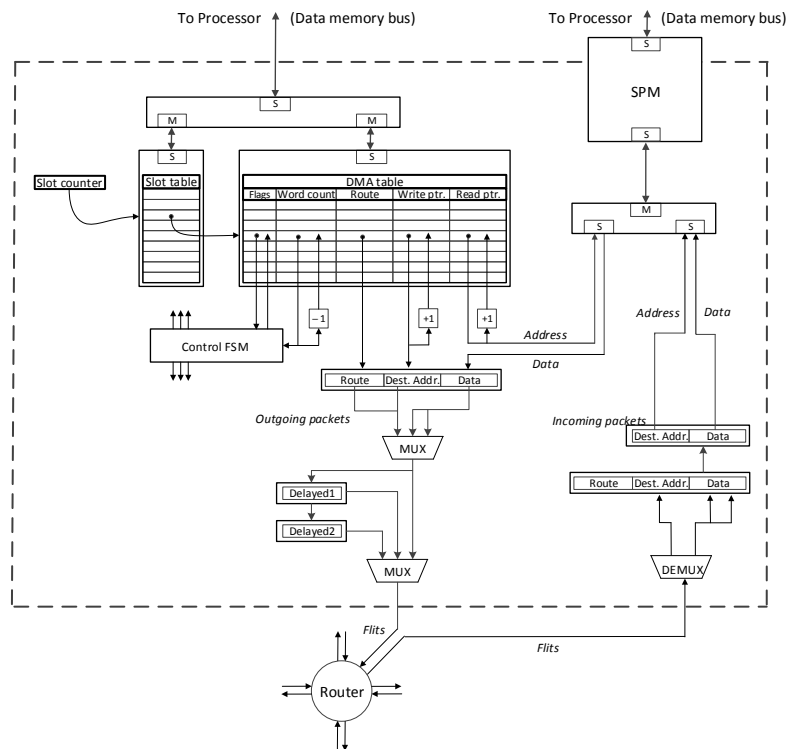 To Processor (Data memory bus)
To Processor (Data memory bus)
S
SPM
S
S
M
M
S
S
M
S
S
Slot counter
Slot table
DMA table
Flags Word count Route Write ptr. Read ptr.
– 1
+1
+1
Control FSM
Address
Data
Address
Data
Route Dest. Addr. Data
Outgoing packets
MUX
Incoming packets
Dest. Addr. Data
Route Dest. Addr. Data
Delayed1
Delayed2
MUX
DEMUX
Flits
Flits
Router